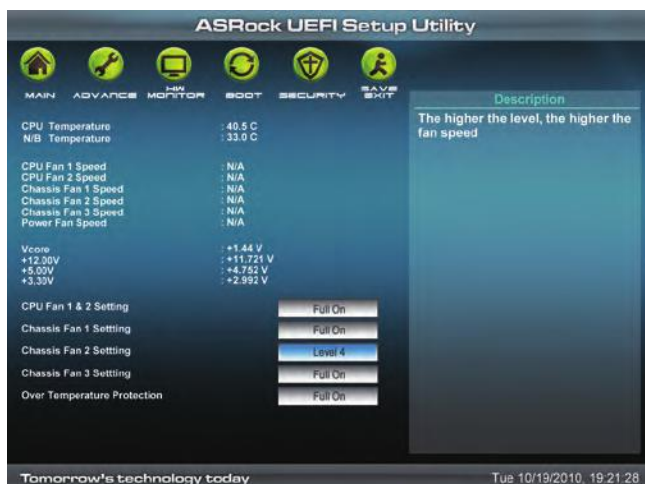 ASRock UEFI Setup Utility
MAIN ADVANCE HW MONITOR BOOT SECURITY SAVE EXIT
Description
The higher the level, the higher the
fan speed
CPU Temperature : 40.5 C
N/B Temperature : 33.0 C
CPU Fan 1 Speed : N/A
CPU Fan 2 Speed : N/A
Chassis Fan 1 Speed : N/A
Chassis Fan 2 Speed : N/A
Chassis Fan 3 Speed : N/A
Power Fan Speed : N/A
Vcore : +1.44 V
+12.00V : +11.721 V
+5.00V : +4.752 V
+3.30V : +2.992 V
CPU Fan 1 & 2 Setting Full On
Chassis Fan 1 Settting Full On
Chassis Fan 2 Settting Level 4
Chassis Fan 3 Settting Full On
Over Temperature Protection Full On
Tomorrow's technology today Tue 10/19/2010, 19:21:28